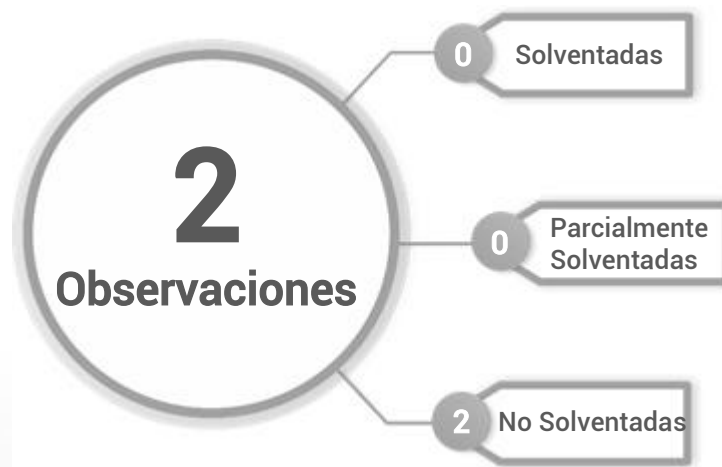 2
Observaciones
0
Solventadas
0
Parcialmente
Solventadas
2
No Solventadas